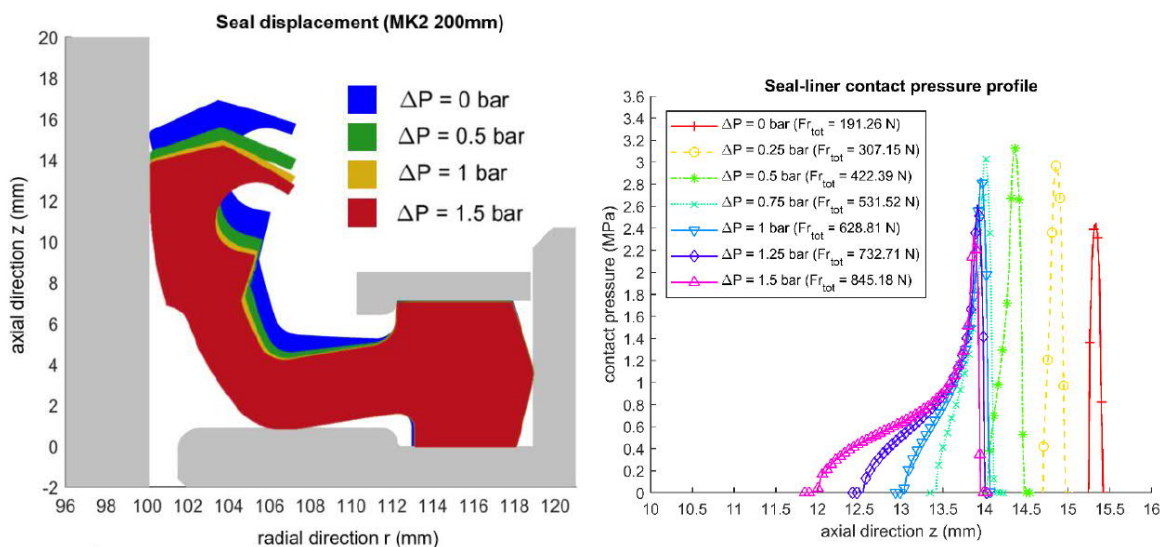 Seal displacement (MK2 200mm)
20
18
16
14
12
10
8
6
4
2
0
-2
axial direction z (mm)
96 98 100 102 104 106 108 110 112 114 116 118 120
radial direction r (mm)
ΔP = 0 bar
ΔP = 0.5 bar
ΔP = 1 bar
ΔP = 1.5 bar
Seal-liner contact pressure profile
3.6
3.4
3.2
3
2.8
2.6
2.4
2.2
2
1.8
1.6
1.4
1.2
1
0.8
0.6
0.4
0.2
0
contact pressure (MPa)
ΔP = 0 bar (Fr_tot = 191.26 N)
ΔP = 0.25 bar (Fr_tot = 307.15 N)
ΔP = 0.5 bar (Fr_tot = 422.39 N)
ΔP = 0.75 bar (Fr_tot = 531.52 N)
ΔP = 1 bar (Fr_tot = 628.81 N)
ΔP = 1.25 bar (Fr_tot = 732.71 N)
ΔP = 1.5 bar (Fr_tot = 845.18 N)
10 10.5 11 11.5 12 12.5 13 13.5 14 14.5 15 15.5 16
axial direction z (mm)